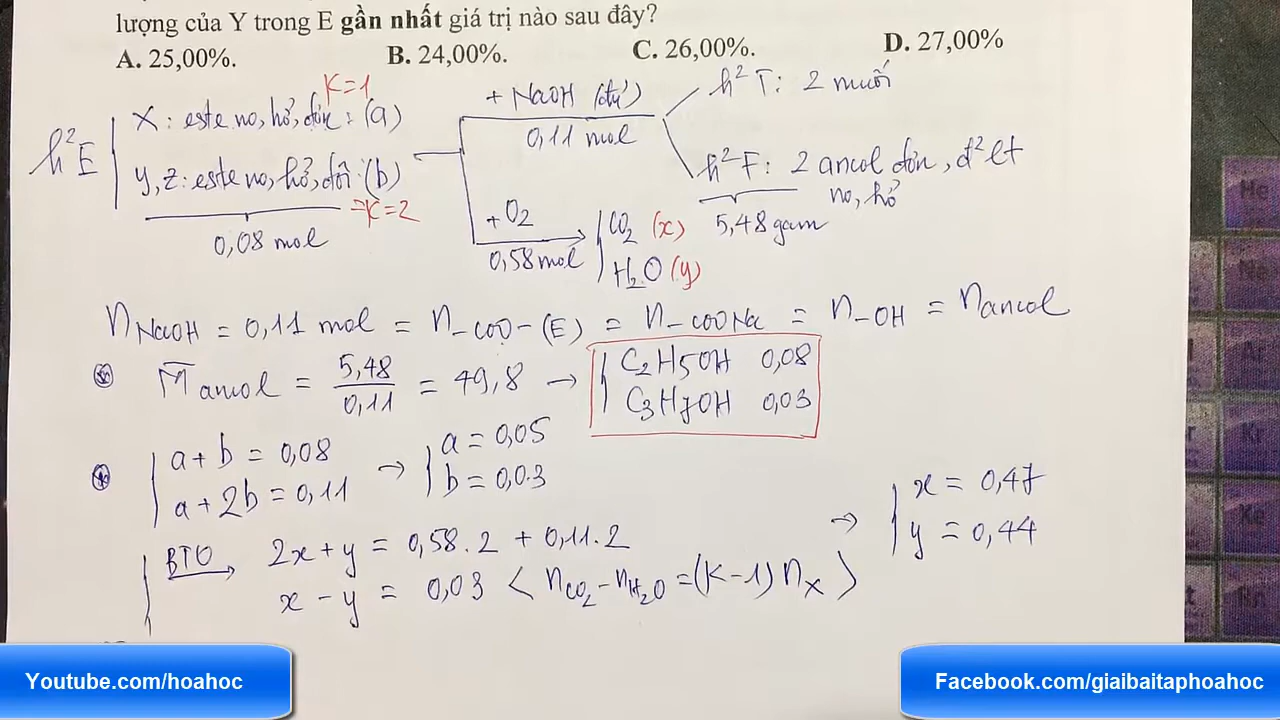 lượng của Y trong E gần nhất giá trị nào sau đây?
A. 25,00%. B. 24,00%. C. 26,00%. D. 27,00%
K=1
h²E
X: este no, hở, đơn: (a)
Y, Z: este no, hở, đôi: (b)
=K=2
0,08 mol
+ NaOH (đủ)
0,11 mol
h² T: 2 muối
h² F: 2 ancol đơn, đ²lt
no, hở
5,48 gam
+ O2
0,58 mol
CO2 (x)
H2O (y)
nNaOH = 0,11 mol = n-COO-(E) = n-COONa = n-OH = nancol
M̅ ancol = 5,48/0,11 = 49,8 → C2H5OH 0,08
C3H7OH 0,03
a + b = 0,08
a + 2b = 0,11
→ a = 0,05
b = 0,03
BTO → 2x + y = 0,58.2 + 0,11.2
x - y = 0,03 < nCO2 - nH2O = (K-1) nX >
→ x = 0,47
y = 0,44
Youtube.com/hoahoc
Facebook.com/giaibaitaphoahoc